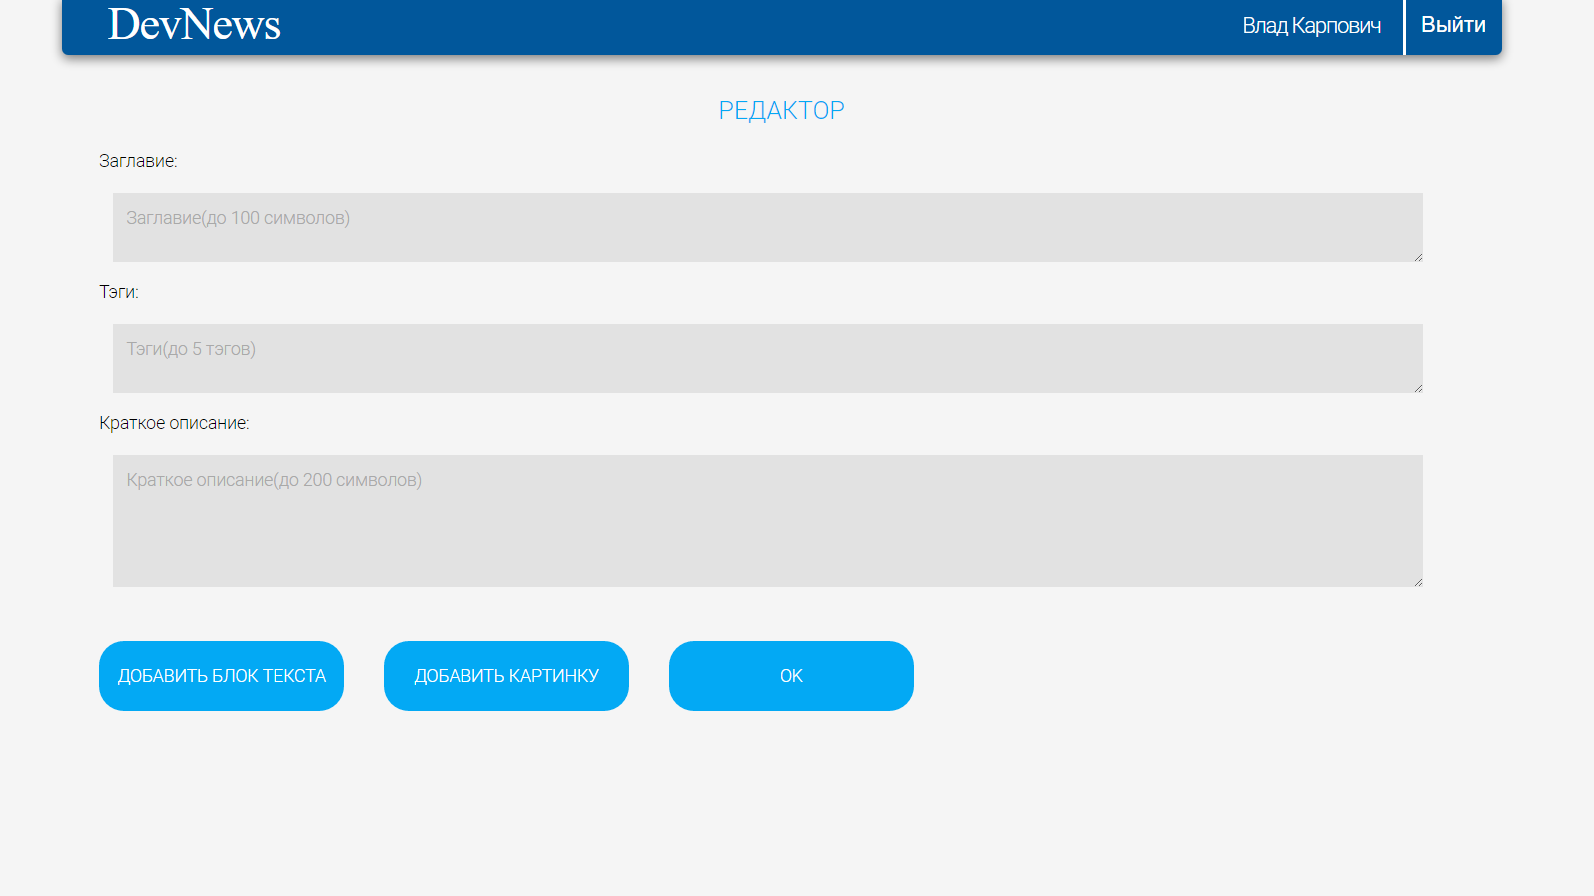 DevNews
Влад Карпович
Выйти
РЕДАКТОР
Заглавие:
Заглавие(до 100 символов)
Тэги:
Тэги(до 5 тэгов)
Краткое описание:
Краткое описание(до 200 символов)
ДОБАВИТЬ БЛОК ТЕКСТА
ДОБАВИТЬ КАРТИНКУ
ОК